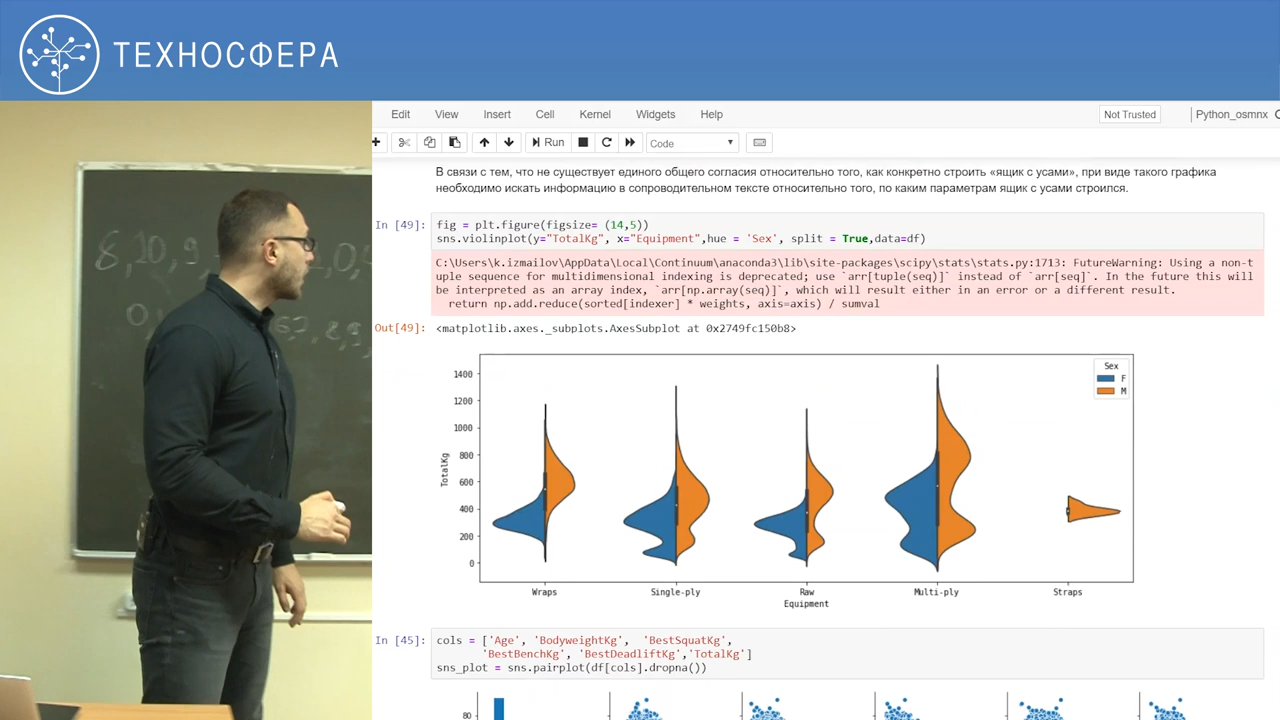 ТЕХНОСФЕРА
Edit View Insert Cell Kernel Widgets Help Not Trusted Python_osmnx
Run Code
В связи с тем, что не существует единого общего согласия относительно того, как конкретно строить «ящик с усами», при виде такого графика
необходимо искать информацию в сопроводительном тексте относительно того, по каким параметрам ящик с усами строился.
In [49]: fig = plt.figure(figsize= (14,5))
sns.violinplot(y="TotalKg", x="Equipment",hue = 'Sex', split = True,data=df)
C:\Users\k.izmailov\AppData\Local\Continuum\anaconda3\lib\site-packages\scipy\stats\stats.py:1713: FutureWarning: Using a non-t
uple sequence for multidimensional indexing is deprecated; use `arr[tuple(seq)]` instead of `arr[seq]`. In the future this will
be interpreted as an array index, `arr[np.array(seq)]`, which will result either in an error or a different result.
return np.add.reduce(sorted[indexer] * weights, axis=axis) / sumval
Out[49]: <matplotlib.axes._subplots.AxesSubplot at 0x2749fc150b8>
Sex
F
M
1400
1200
1000
800
600
400
200
0
TotalKg
Wraps Single-ply Raw Multi-ply Straps
Equipment
In [45]: cols = ['Age', 'BodyweightKg', 'BestSquatKg',
'BestBenchKg', 'BestDeadliftKg','TotalKg']
sns_plot = sns.pairplot(df[cols].dropna())
80
8,10,9